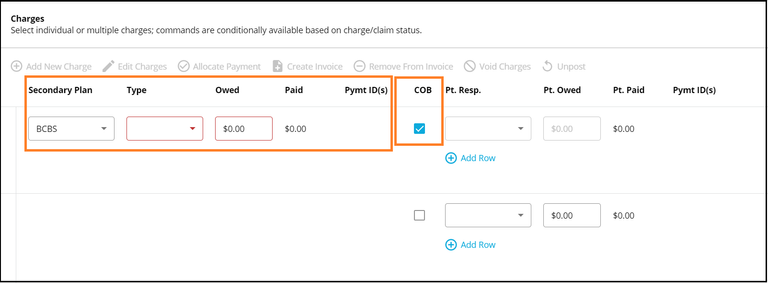 Charges
Select individual or multiple charges; commands are conditionally available based on charge/claim status.
Add New Charge Edit Charges Allocate Payment Create Invoice Remove From Invoice Void Charges Unpost
Secondary Plan Type Owed Paid Pymt ID(s) COB Pt. Resp. Pt. Owed Pt. Paid Pymt ID(s)
BCBS $0.00 $0.00 $0.00 $0.00
Add Row
$0.00 $0.00
Add Row